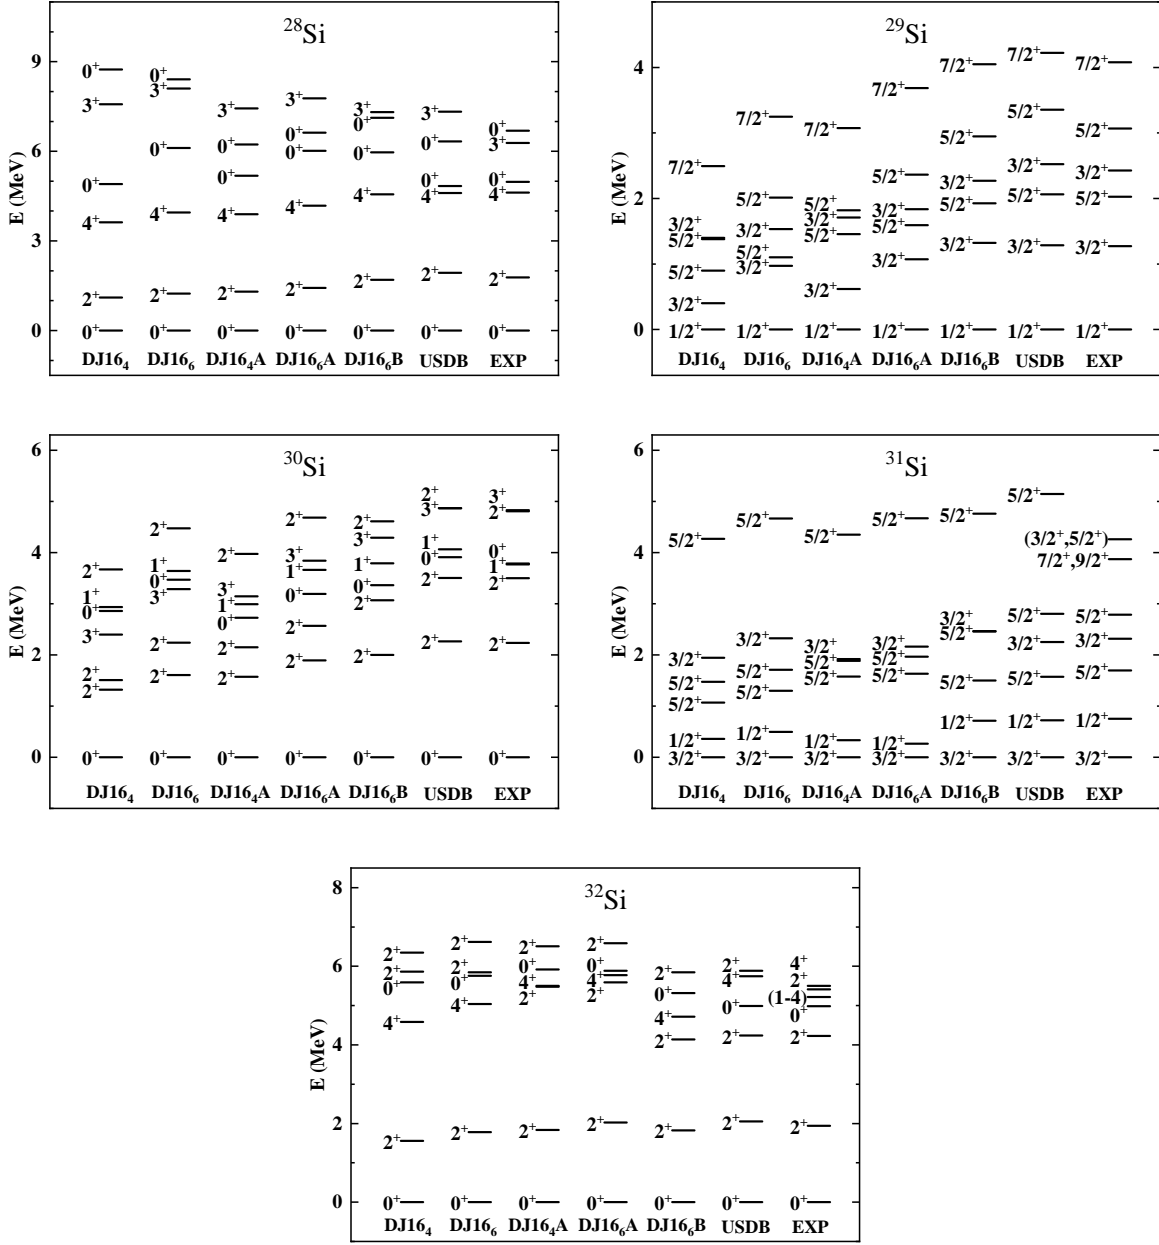 ²⁸Si
E (MeV)
9
6
3
0
0⁺ 3⁺ 0⁺ 4⁺ 2⁺ 0⁺
0⁺ 3⁺ 0⁺ 4⁺ 2⁺ 0⁺
3⁺ 0⁺ 0⁺ 4⁺ 2⁺ 0⁺
3⁺ 0⁺ 0⁺ 4⁺ 2⁺ 0⁺
3⁺ 0⁺ 0⁺ 4⁺ 2⁺ 0⁺
3⁺ 0⁺ 0⁺ 4⁺ 2⁺ 0⁺
0⁺ 3⁺ 0⁺ 4⁺ 2⁺ 0⁺
DJ16₄ DJ16₆ DJ16₄A DJ16₆A DJ16₆B USDB EXP
²⁹Si
E (MeV)
4
2
0
7/2⁺ 3/2⁺ 5/2⁺ 5/2⁺ 3/2⁺ 1/2⁺
7/2⁺ 5/2⁺ 3/2⁺ 5/2⁺ 3/2⁺ 1/2⁺
7/2⁺ 5/2⁺ 3/2⁺ 5/2⁺ 3/2⁺ 1/2⁺
7/2⁺ 5/2⁺ 3/2⁺ 5/2⁺ 3/2⁺ 1/2⁺
7/2⁺ 5/2⁺ 3/2⁺ 5/2⁺ 3/2⁺ 1/2⁺
7/2⁺ 5/2⁺ 3/2⁺ 5/2⁺ 3/2⁺ 1/2⁺
7/2⁺ 5/2⁺ 3/2⁺ 5/2⁺ 3/2⁺ 1/2⁺
DJ16₄ DJ16₆ DJ16₄A DJ16₆A DJ16₆B USDB EXP
³⁰Si
E (MeV)
6
4
2
0
2⁺ 1⁺ 0⁺ 3⁺ 2⁺ 2⁺ 0⁺
2⁺ 1⁺ 0⁺ 3⁺ 2⁺ 2⁺ 0⁺
2⁺ 3⁺ 1⁺ 0⁺ 2⁺ 2⁺ 0⁺
2⁺ 3⁺ 1⁺ 0⁺ 2⁺ 2⁺ 0⁺
2⁺ 3⁺ 1⁺ 0⁺ 2⁺ 2⁺ 0⁺
2⁺ 3⁺ 1⁺ 0⁺ 2⁺ 2⁺ 0⁺
3⁺ 2⁺ 0⁺ 1⁺ 2⁺ 2⁺ 0⁺
DJ16₄ DJ16₆ DJ16₄A DJ16₆A DJ16₆B USDB EXP
³¹Si
E (MeV)
6
4
2
0
5/2⁺ 3/2⁺ 5/2⁺ 5/2⁺ 1/2⁺ 3/2⁺
5/2⁺ 3/2⁺ 5/2⁺ 5/2⁺ 1/2⁺ 3/2⁺
5/2⁺ 3/2⁺ 5/2⁺ 5/2⁺ 1/2⁺ 3/2⁺
5/2⁺ 3/2⁺ 5/2⁺ 5/2⁺ 1/2⁺ 3/2⁺
5/2⁺ 3/2⁺ 5/2⁺ 5/2⁺ 1/2⁺ 3/2⁺
5/2⁺ 5/2⁺ 3/2⁺ 5/2⁺ 1/2⁺ 3/2⁺
(3/2⁺,5/2⁺) 7/2⁺,9/2⁺ 5/2⁺ 3/2⁺ 5/2⁺ 1/2⁺ 3/2⁺
DJ16₄ DJ16₆ DJ16₄A DJ16₆A DJ16₆B USDB EXP
³²Si
E (MeV)
8
6
4
2
0
2⁺ 2⁺ 0⁺ 4⁺ 2⁺ 0⁺
2⁺ 2⁺ 0⁺ 4⁺ 2⁺ 0⁺
2⁺ 0⁺ 4⁺ 2⁺ 2⁺ 0⁺
2⁺ 0⁺ 4⁺ 2⁺ 2⁺ 0⁺
2⁺ 0⁺ 4⁺ 2⁺ 2⁺ 0⁺
2⁺ 4⁺ 0⁺ 2⁺ 2⁺ 0⁺
4⁺ 2⁺ (1-4) 0⁺ 2⁺ 2⁺ 0⁺
DJ16₄ DJ16₆ DJ16₄A DJ16₆A DJ16₆B USDB EXP